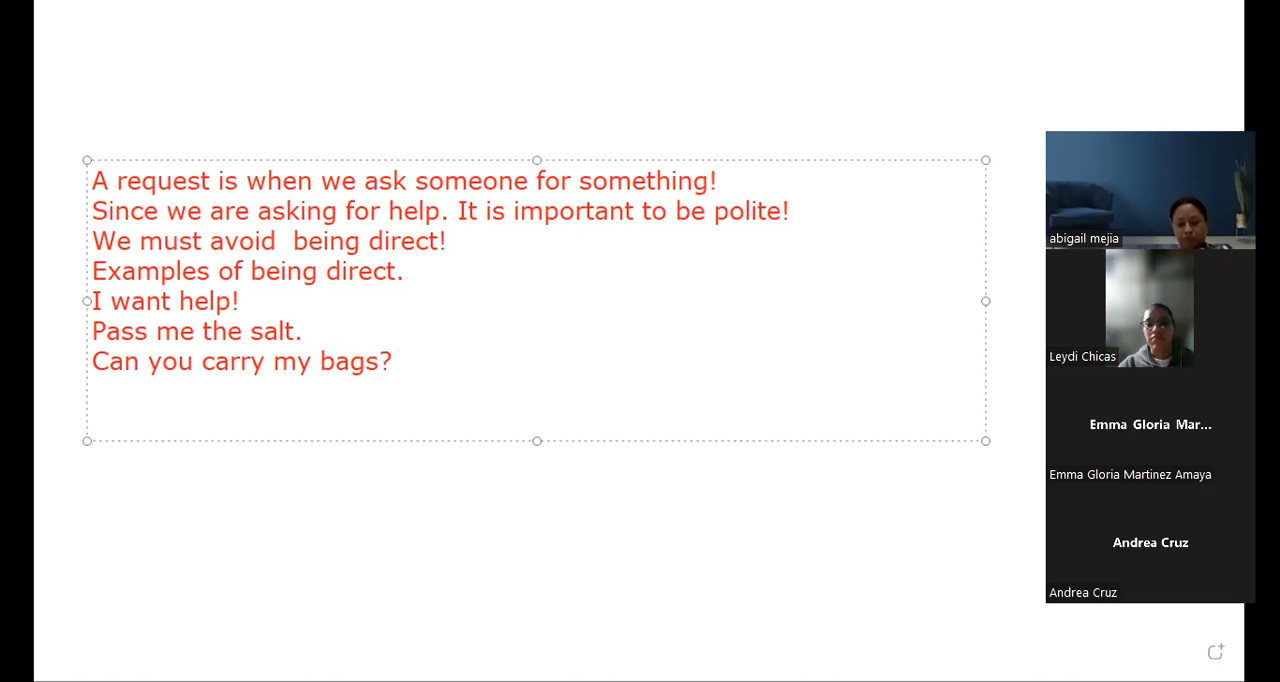 A request is when we ask someone for something!
Since we are asking for help. It is important to be polite!
We must avoid  being direct!
Examples of being direct.
I want help!
Pass me the salt.
Can you carry my bags?
abigail mejia
Leydi Chicas
Emma Gloria Mar...
Emma Gloria Martinez Amaya
Andrea Cruz
Andrea Cruz